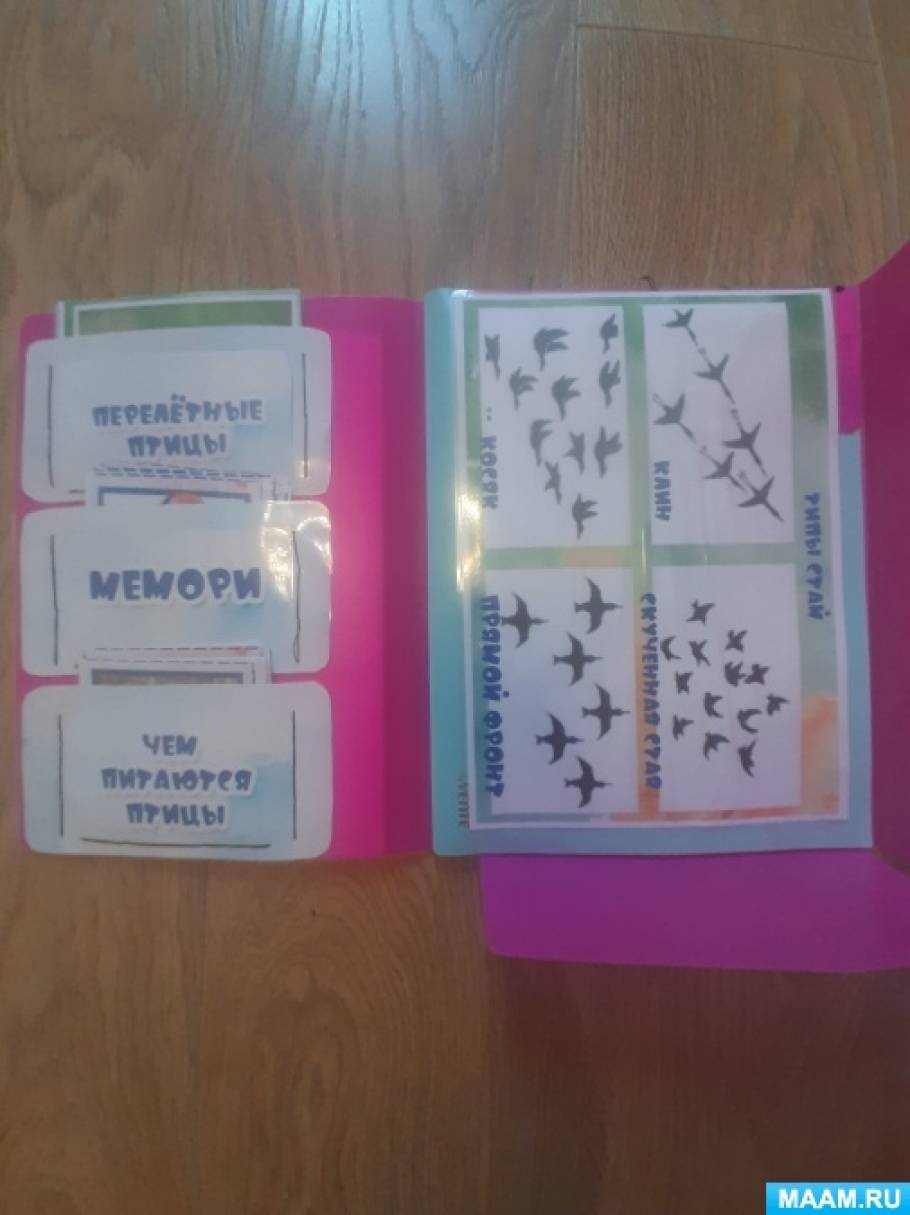 ПЕРЕЛЁТНЫЕ
ПТИЦЫ
МЕМОРИ
ЧЕМ
ПИТАЮТСЯ
ПТИЦЫ
ТИПЫ СТАЙ
КЛИН
СКУЧЕННАЯ СТАЯ
КОСЯК
ПРЯМОЙ ФРОНТ
MAAM.RU